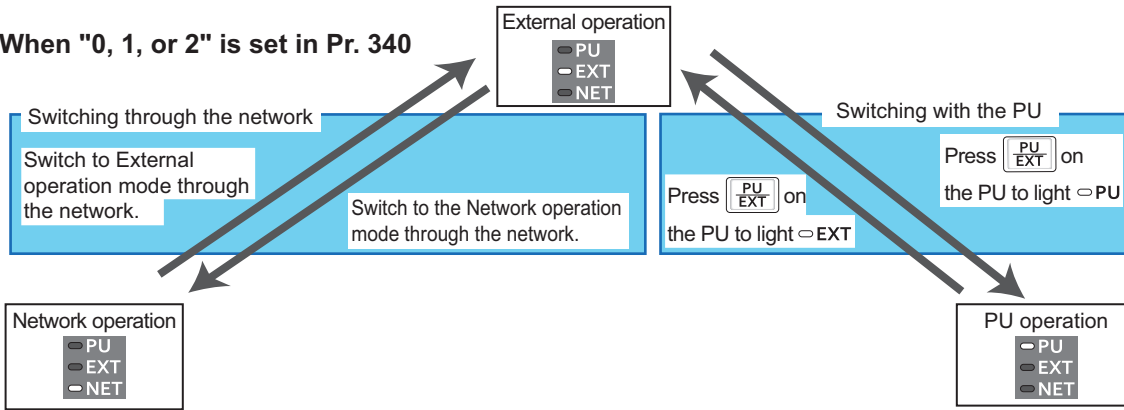 When "0, 1, or 2" is set in Pr. 340
External operation
PU
EXT
NET
Switching through the network
Switch to External
operation mode through
the network.
Switch to the Network operation
mode through the network.
Switching with the PU
Press PU/EXT on
the PU to light EXT
Press PU/EXT on
the PU to light PU
Network operation
PU
EXT
NET
PU operation
PU
EXT
NET